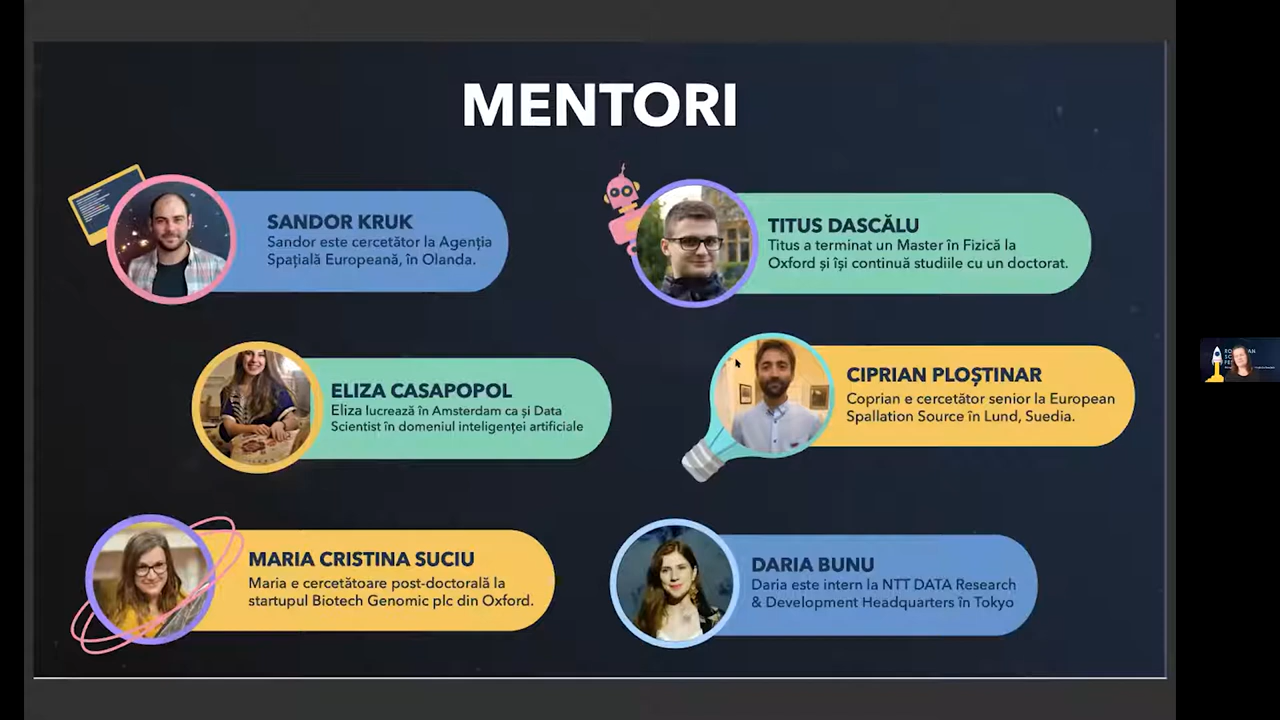 MENTORI
SANDOR KRUK
Sandor este cercetător la Agenția
Spațială Europeană, în Olanda.
TITUS DASCĂLU
Titus a terminat un Master în Fizică la
Oxford și își continuă studiile cu un doctorat.
ELIZA CASAPOPOL
Eliza lucrează în Amsterdam ca și Data
Scientist în domeniul inteligenței artificiale
CIPRIAN PLOȘTINAR
Coprian e cercetător senior la European
Spallation Source în Lund, Suedia.
MARIA CRISTINA SUCIU
Maria e cercetătoare post-doctorală la
startupul Biotech Genomic plc din Oxford.
DARIA BUNU
Daria este intern la NTT DATA Research
& Development Headquarters în Tokyo